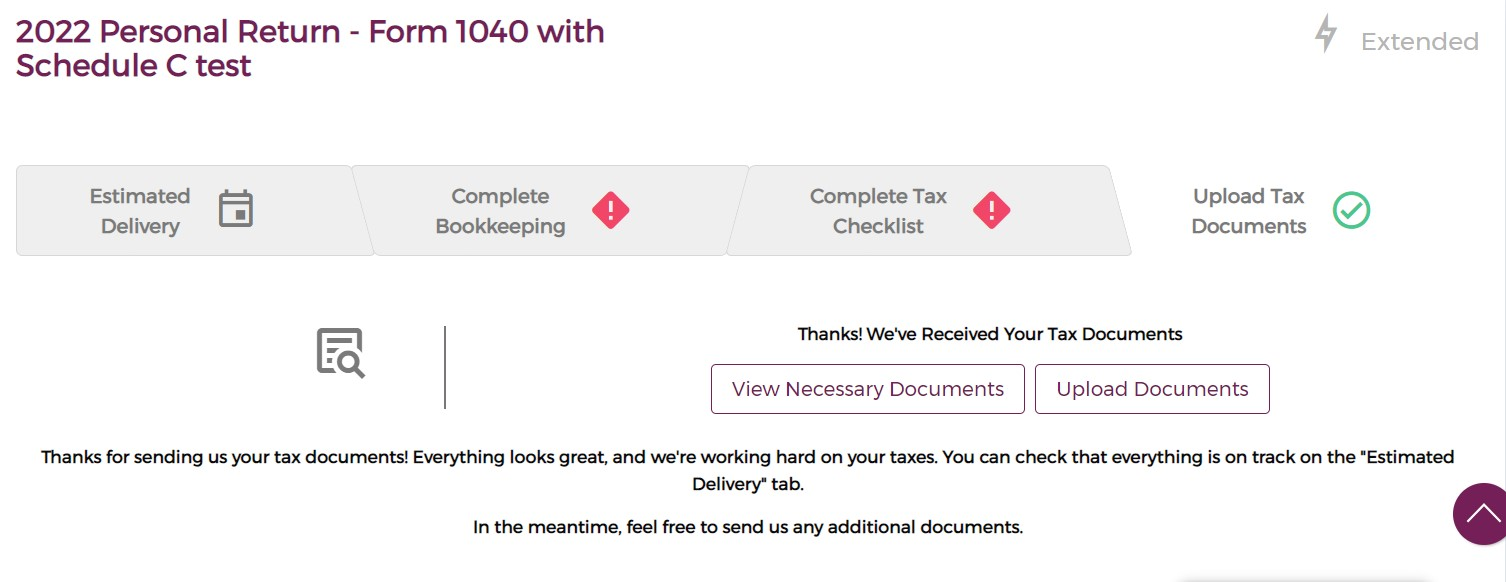 2022 Personal Return - Form 1040 with
Schedule C test
Extended
Estimated
Delivery
Complete
Bookkeeping
Complete Tax
Checklist
Upload Tax
Documents
Thanks! We've Received Your Tax Documents
View Necessary Documents
Upload Documents
Thanks for sending us your tax documents! Everything looks great, and we're working hard on your taxes. You can check that everything is on track on the "Estimated
Delivery" tab.
In the meantime, feel free to send us any additional documents.